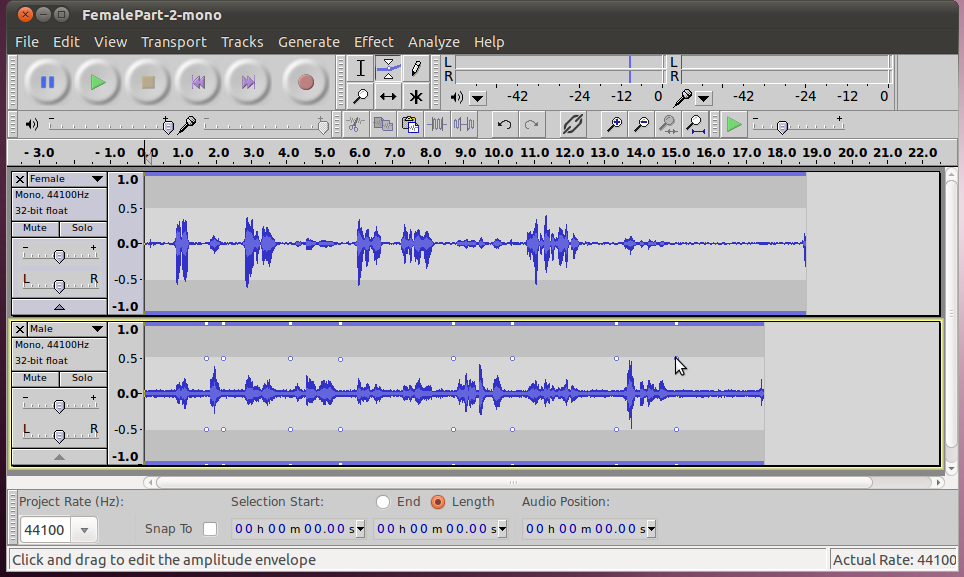 FemalePart-2-mono
File Edit View Transport Tracks Generate Effect Analyze Help
L
R
-42 -24 -12 0
L
R
-42 -24 -12 0
- +
- +
- +
- 3.0 - 1.0 0.0 1.0 2.0 3.0 4.0 5.0 6.0 7.0 8.0 9.0 10.0 11.0 12.0 13.0 14.0 15.0 16.0 17.0 18.0 19.0 20.0 21.0 22.0
Female
Mono, 44100Hz
32-bit float
Mute Solo
- +
L R
1.0
0.5-
0.0-
-0.5-
-1.0
Male
Mono, 44100Hz
32-bit float
Mute Solo
- +
L R
1.0
0.5-
0.0-
-0.5-
-1.0
Project Rate (Hz): Selection Start: End Length Audio Position:
44100 Snap To 00 h 00 m 00.00 s 00 h 00 m 00.00 s 00 h 00 m 00.00 s
Click and drag to edit the amplitude envelope Actual Rate: 44100